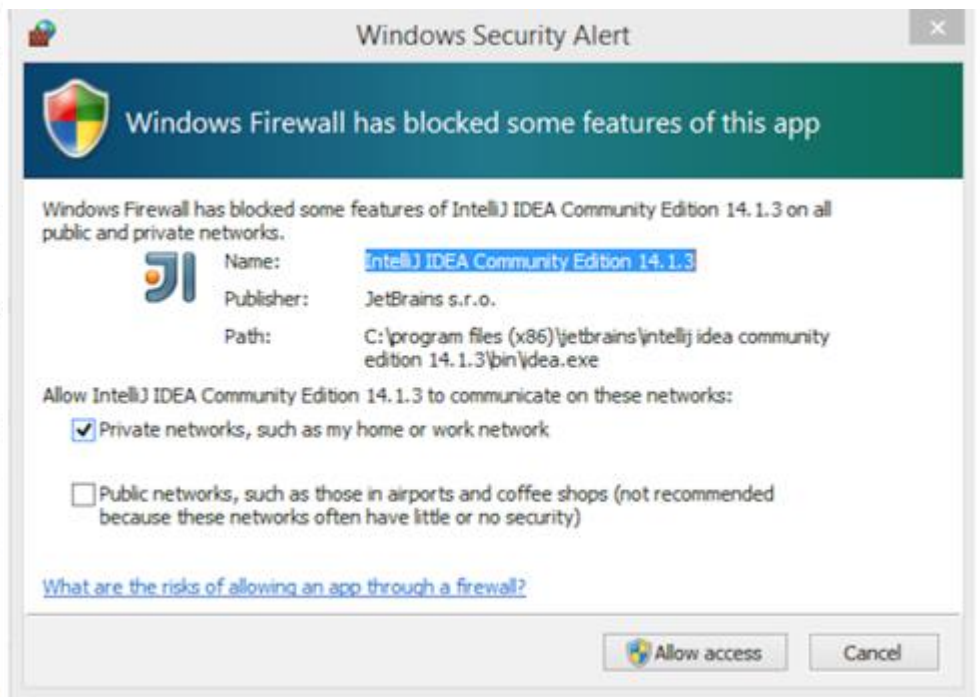 Windows Security Alert
Windows Firewall has blocked some features of this app
Windows Firewall has blocked some features of IntelliJ IDEA Community Edition 14.1.3 on all
public and private networks.
Name: IntelliJ IDEA Community Edition 14.1.3
Publisher: JetBrains s.r.o.
Path: C:\program files (x86)\jetbrains\intellij idea community
edition 14.1.3\bin\idea.exe
Allow IntelliJ IDEA Community Edition 14.1.3 to communicate on these networks:
Private networks, such as my home or work network
Public networks, such as those in airports and coffee shops (not recommended
because these networks often have little or no security)
What are the risks of allowing an app through a firewall?
Allow access Cancel